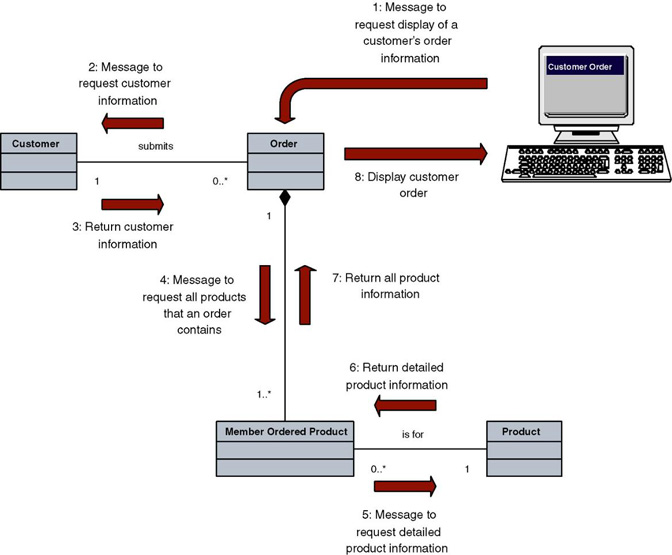 1: Message to
request display of a
customer's order
information
Customer Order
2: Message to
request customer
information
Customer
submits
Order
1
0..*
8: Display customer
order
3: Return customer
information
1
4: Message to
request all products
that an order
contains
7: Return all product
information
6: Return detailed
product information
1..*
Member Ordered Product
is for
Product
0..*
1
5: Message to
request detailed
product information